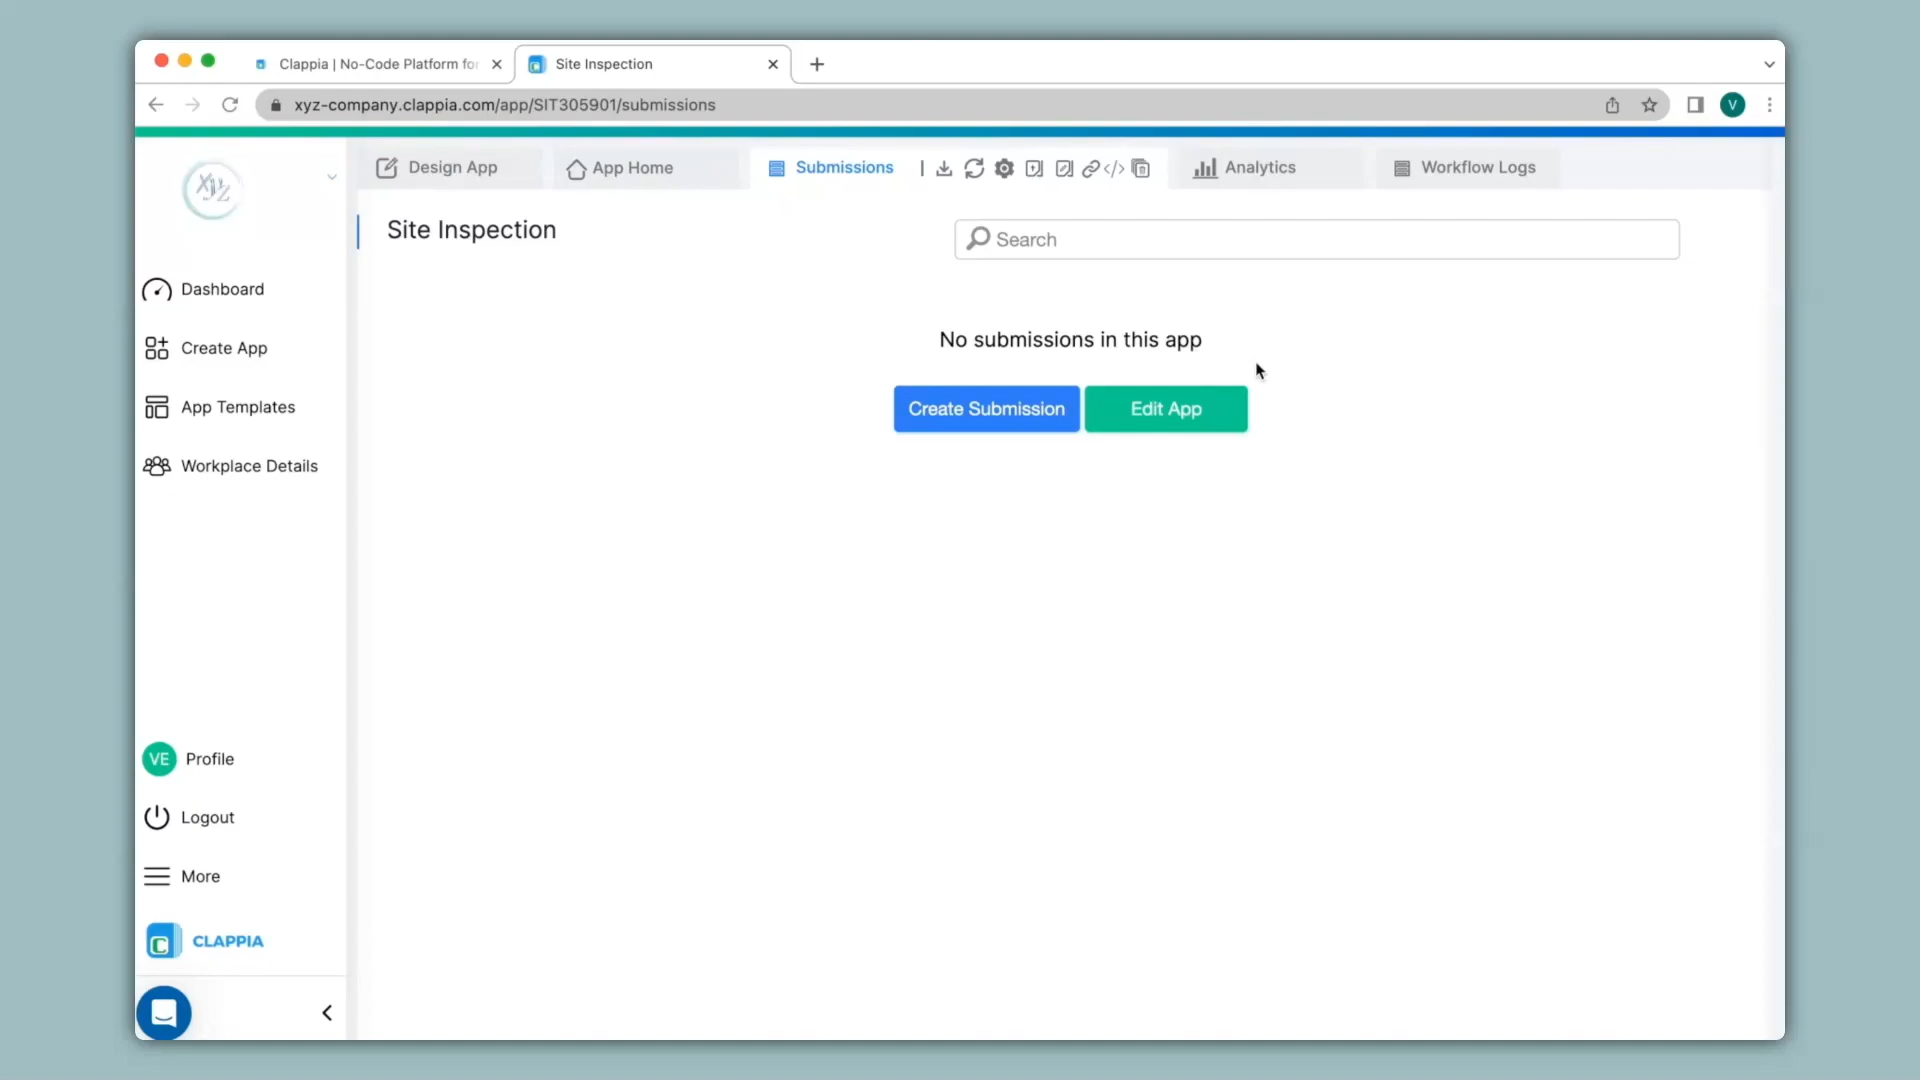 Clappia | No-Code Platform for
Site Inspection
xyz-company.clappia.com/app/SIT305901/submissions
V
xyz
Design App
App Home
Submissions
Analytics
Workflow Logs
Site Inspection
Search
Dashboard
Create App
App Templates
Workplace Details
No submissions in this app
Create Submission
Edit App
VE
Profile
Logout
More
C
CLAPPIA